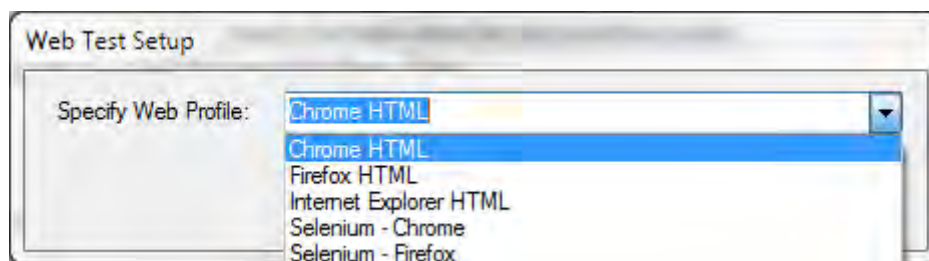 Web Test Setup
Specify Web Profile: Chrome HTML
Chrome HTML
Firefox HTML
Internet Explorer HTML
Selenium - Chrome
Selenium - Firefox